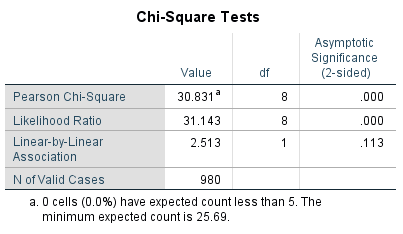 Chi-Square Tests
Asymptotic
Significance
Value df (2-sided)
Pearson Chi-Square 30.831a 8 .000
Likelihood Ratio 31.143 8 .000
Linear-by-Linear
Association 2.513 1 .113
N of Valid Cases 980
a. 0 cells (0.0%) have expected count less than 5. The
minimum expected count is 25.69.